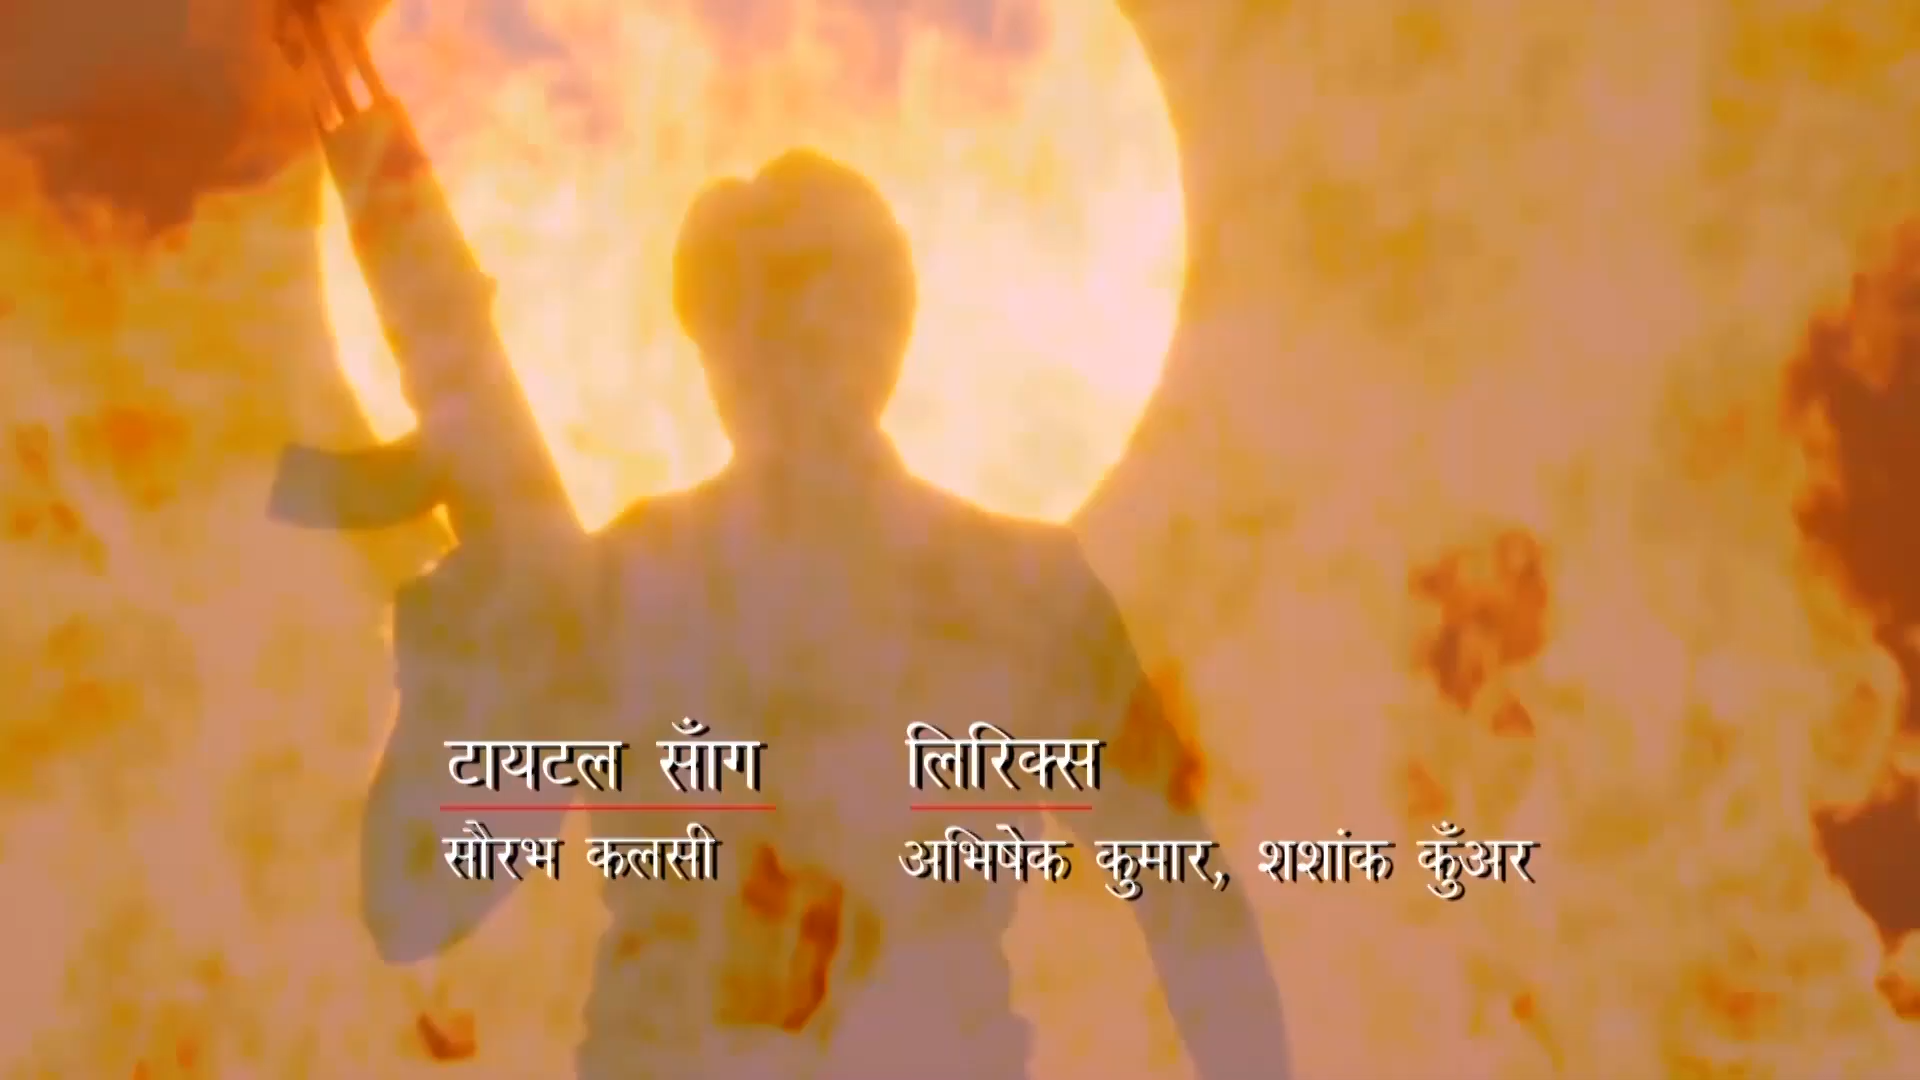 टायटल साँग
सौरभ कलसी
लिरिक्स
अभिषेक कुमार, शशांक कुँअर